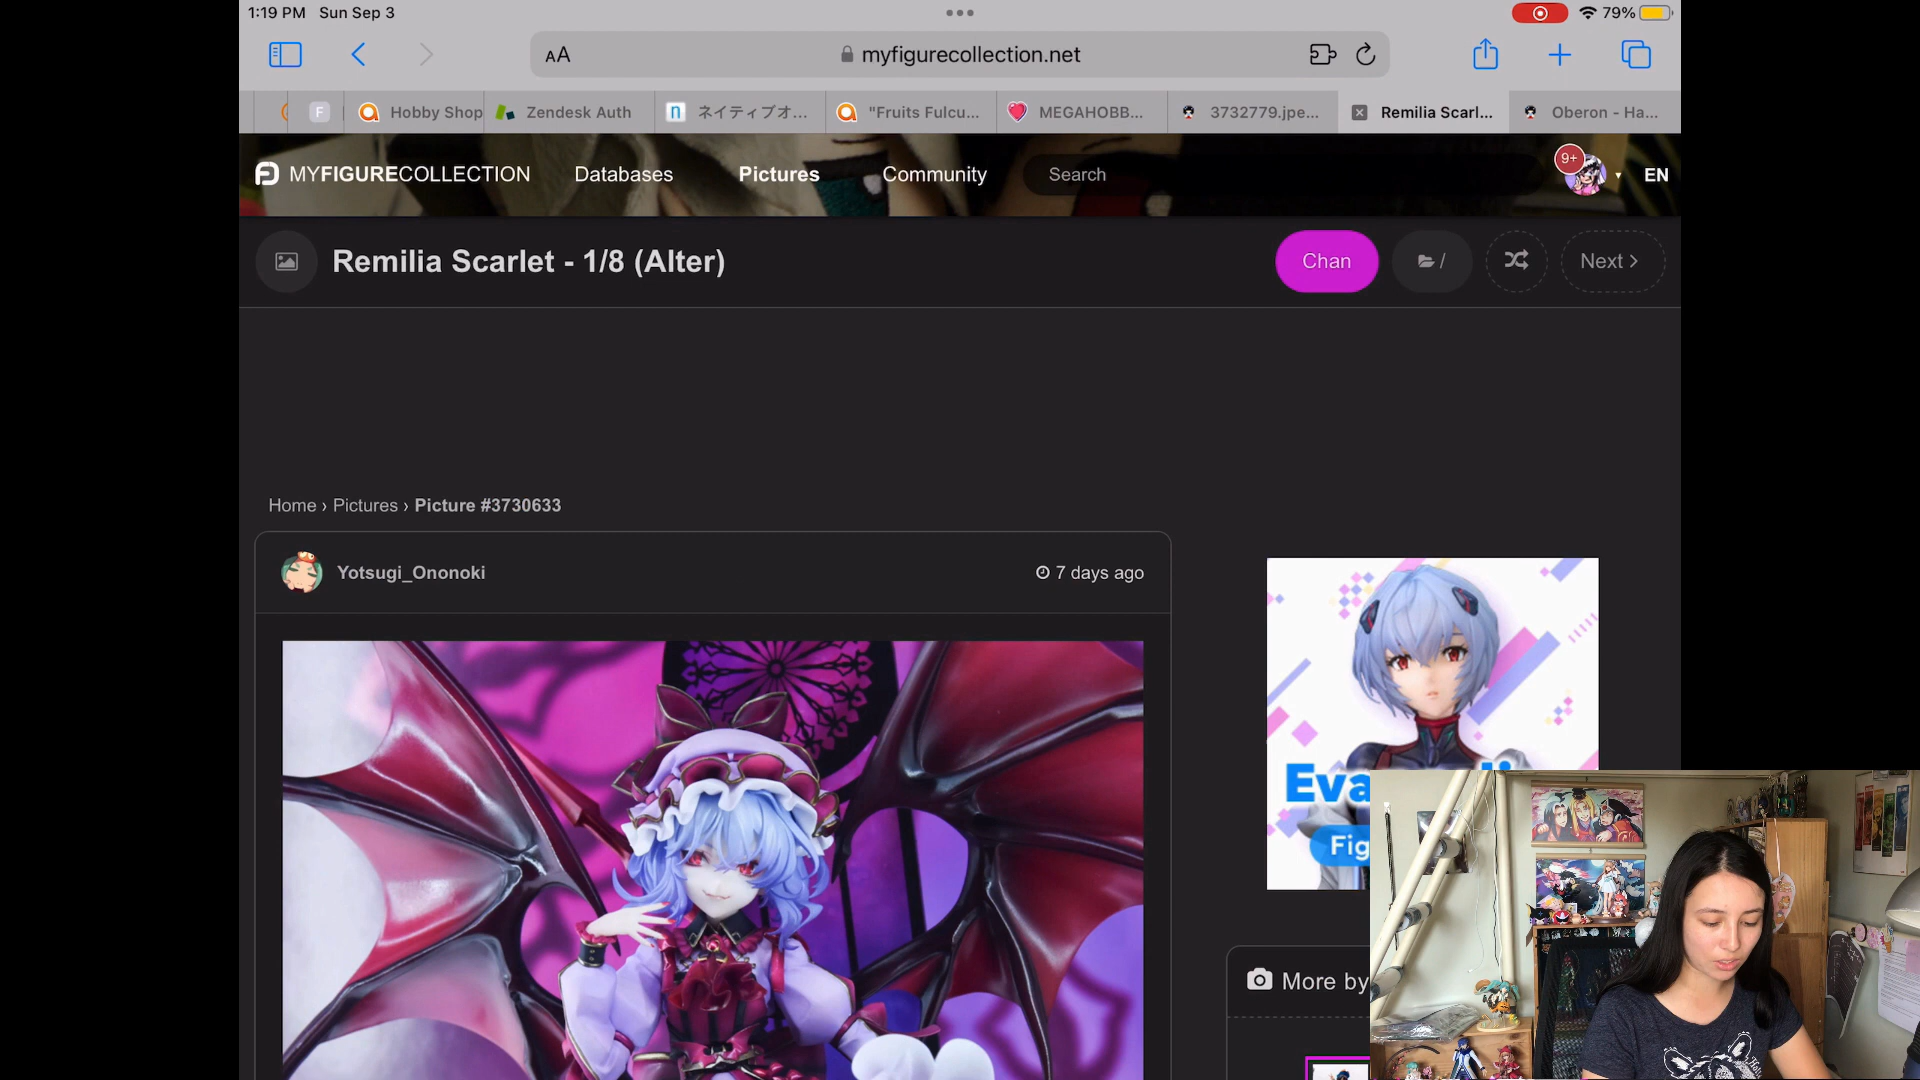 1:19 PM Sun Sep 3
79%
AA
myfigurecollection.net
F
Hobby Shop
Zendesk Auth
n ネイティブオ...
"Fruits Fulcu...
MEGAHOBB...
3732779.jpe...
Remilia Scarl...
Oberon - Ha...
MYFIGURECOLLECTION
Databases
Pictures
Community
Search
9+
EN
Remilia Scarlet - 1/8 (Alter)
Chan
/
Next >
Home › Pictures › Picture #3730633
Yotsugi_Ononoki
7 days ago
Eva
Fig
More by